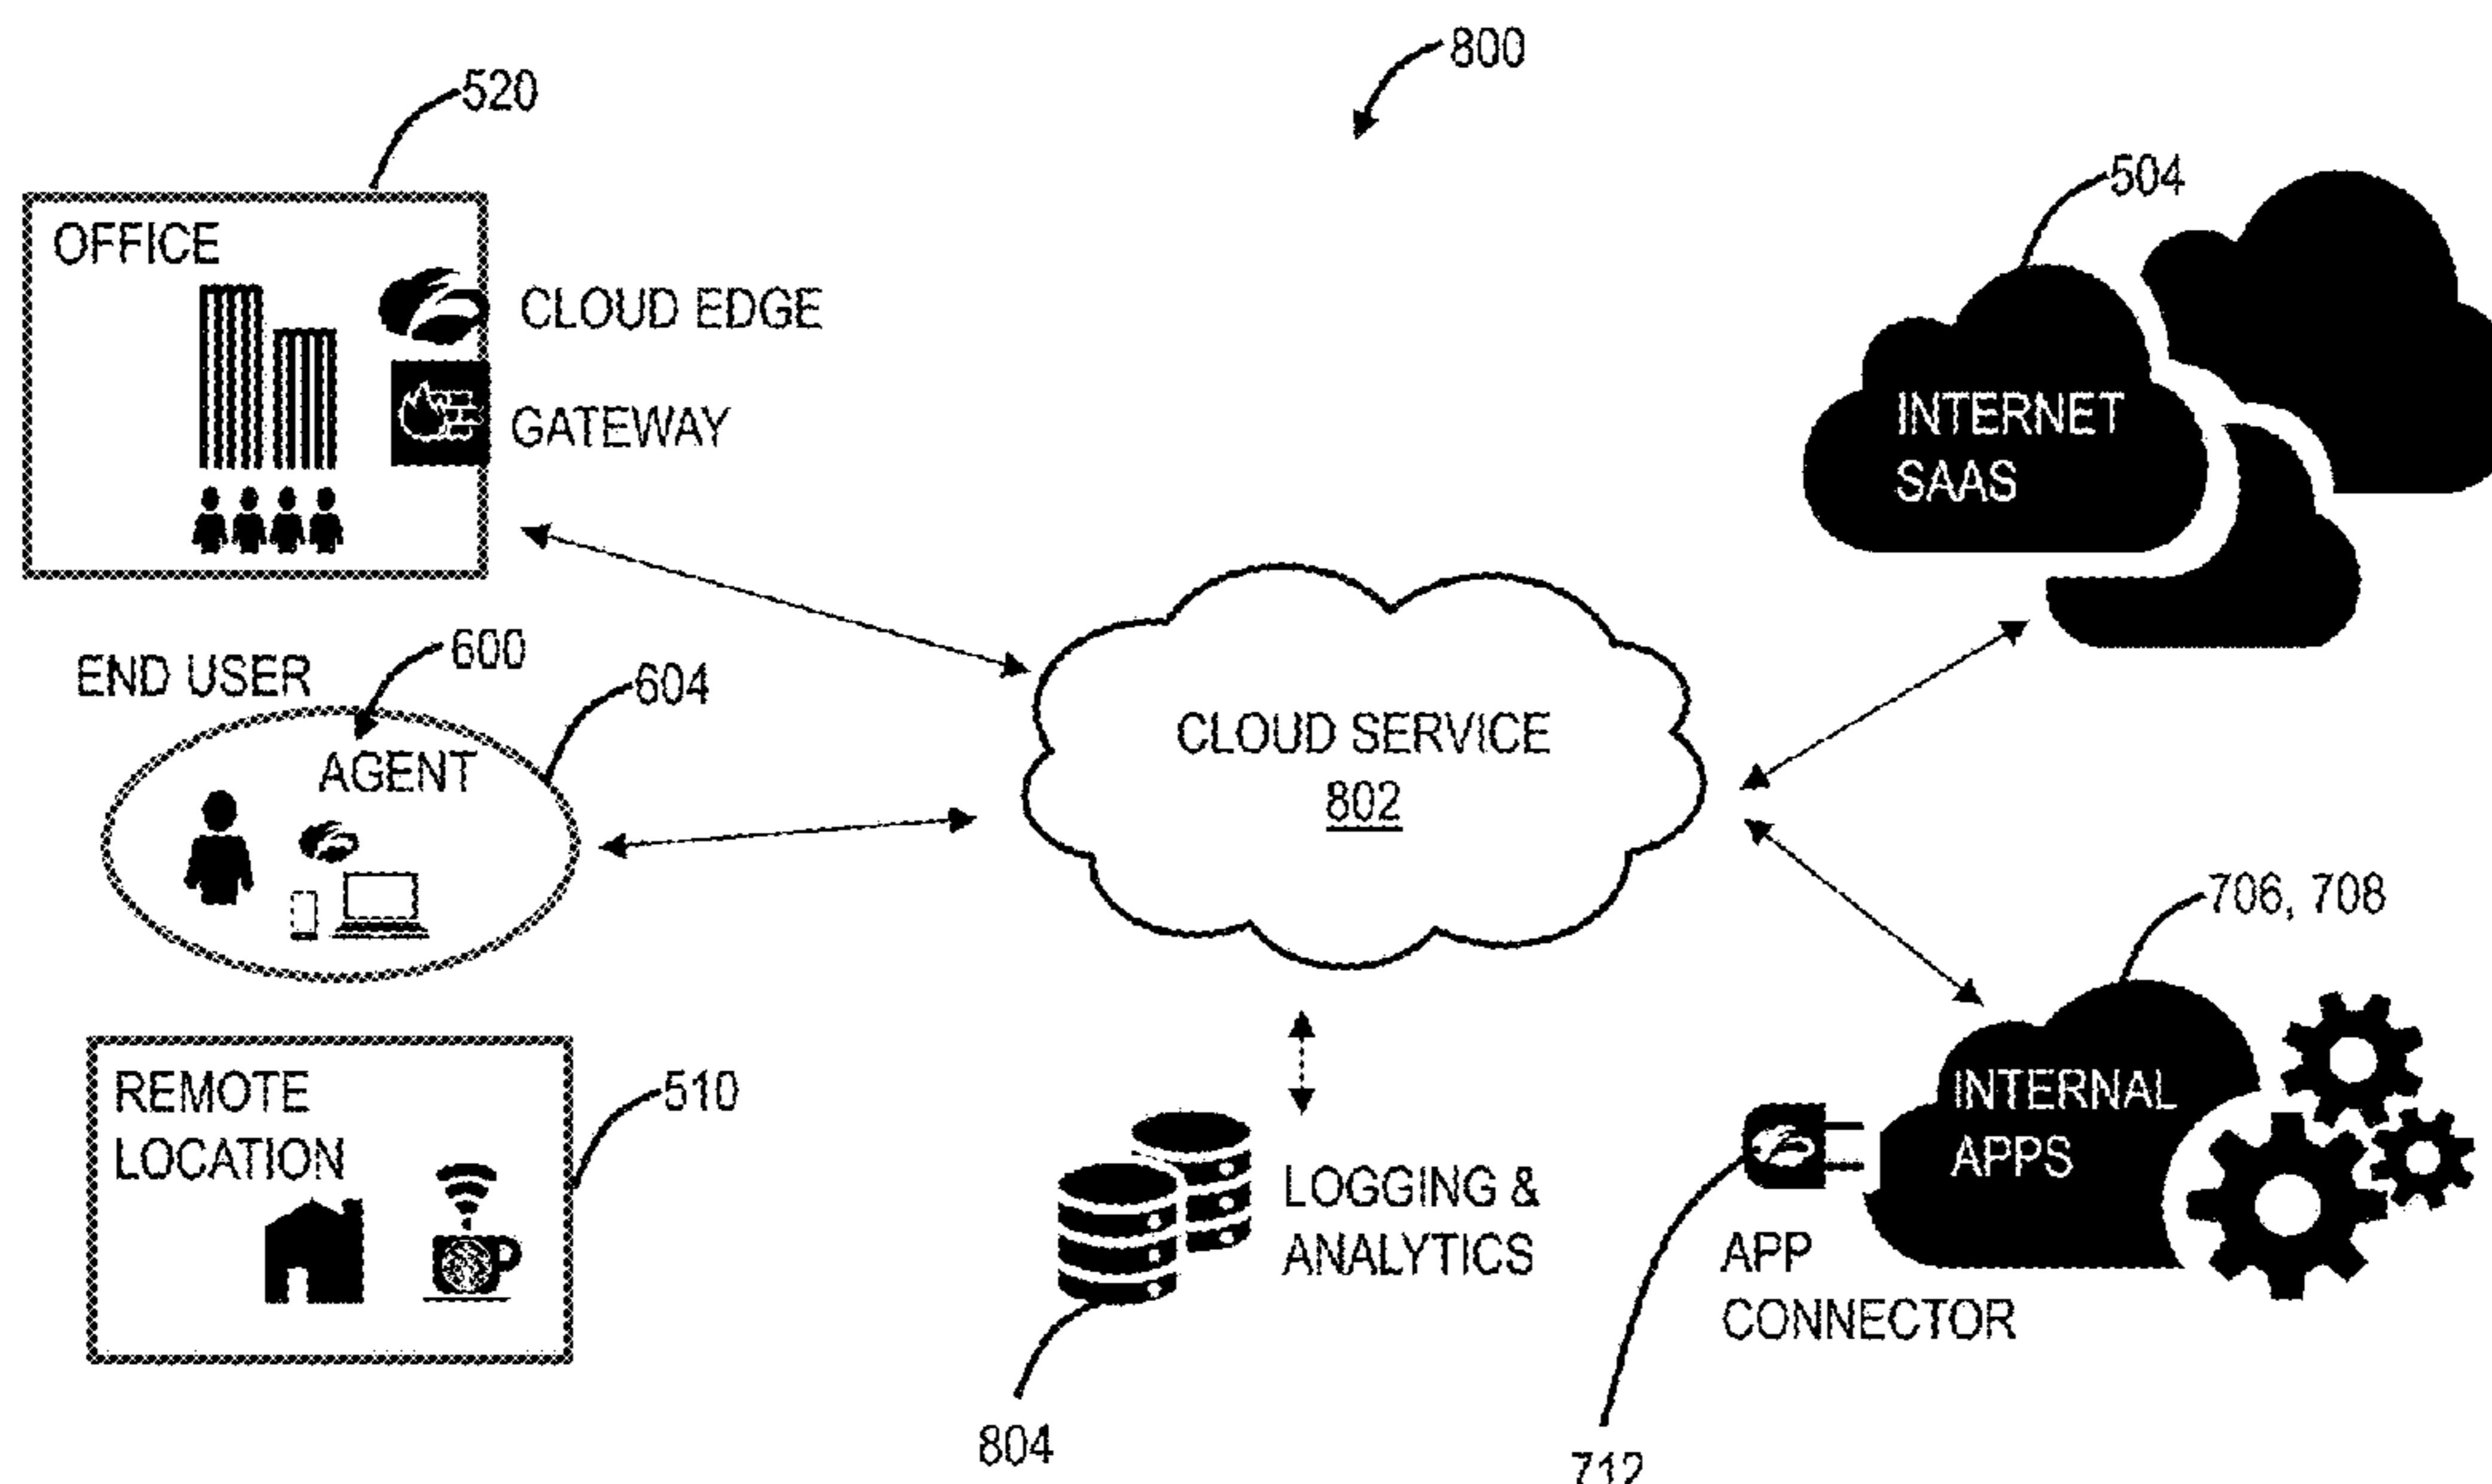 800
520
504
OFFICE
CLOUD EDGE
GATEWAY
INTERNET
SAAS
END USER
600
604
AGENT
CLOUD SERVICE
802
706, 708
REMOTE
LOCATION
510
INTERNAL
APPS
LOGGING &
ANALYTICS
APP
CONNECTOR
804
712